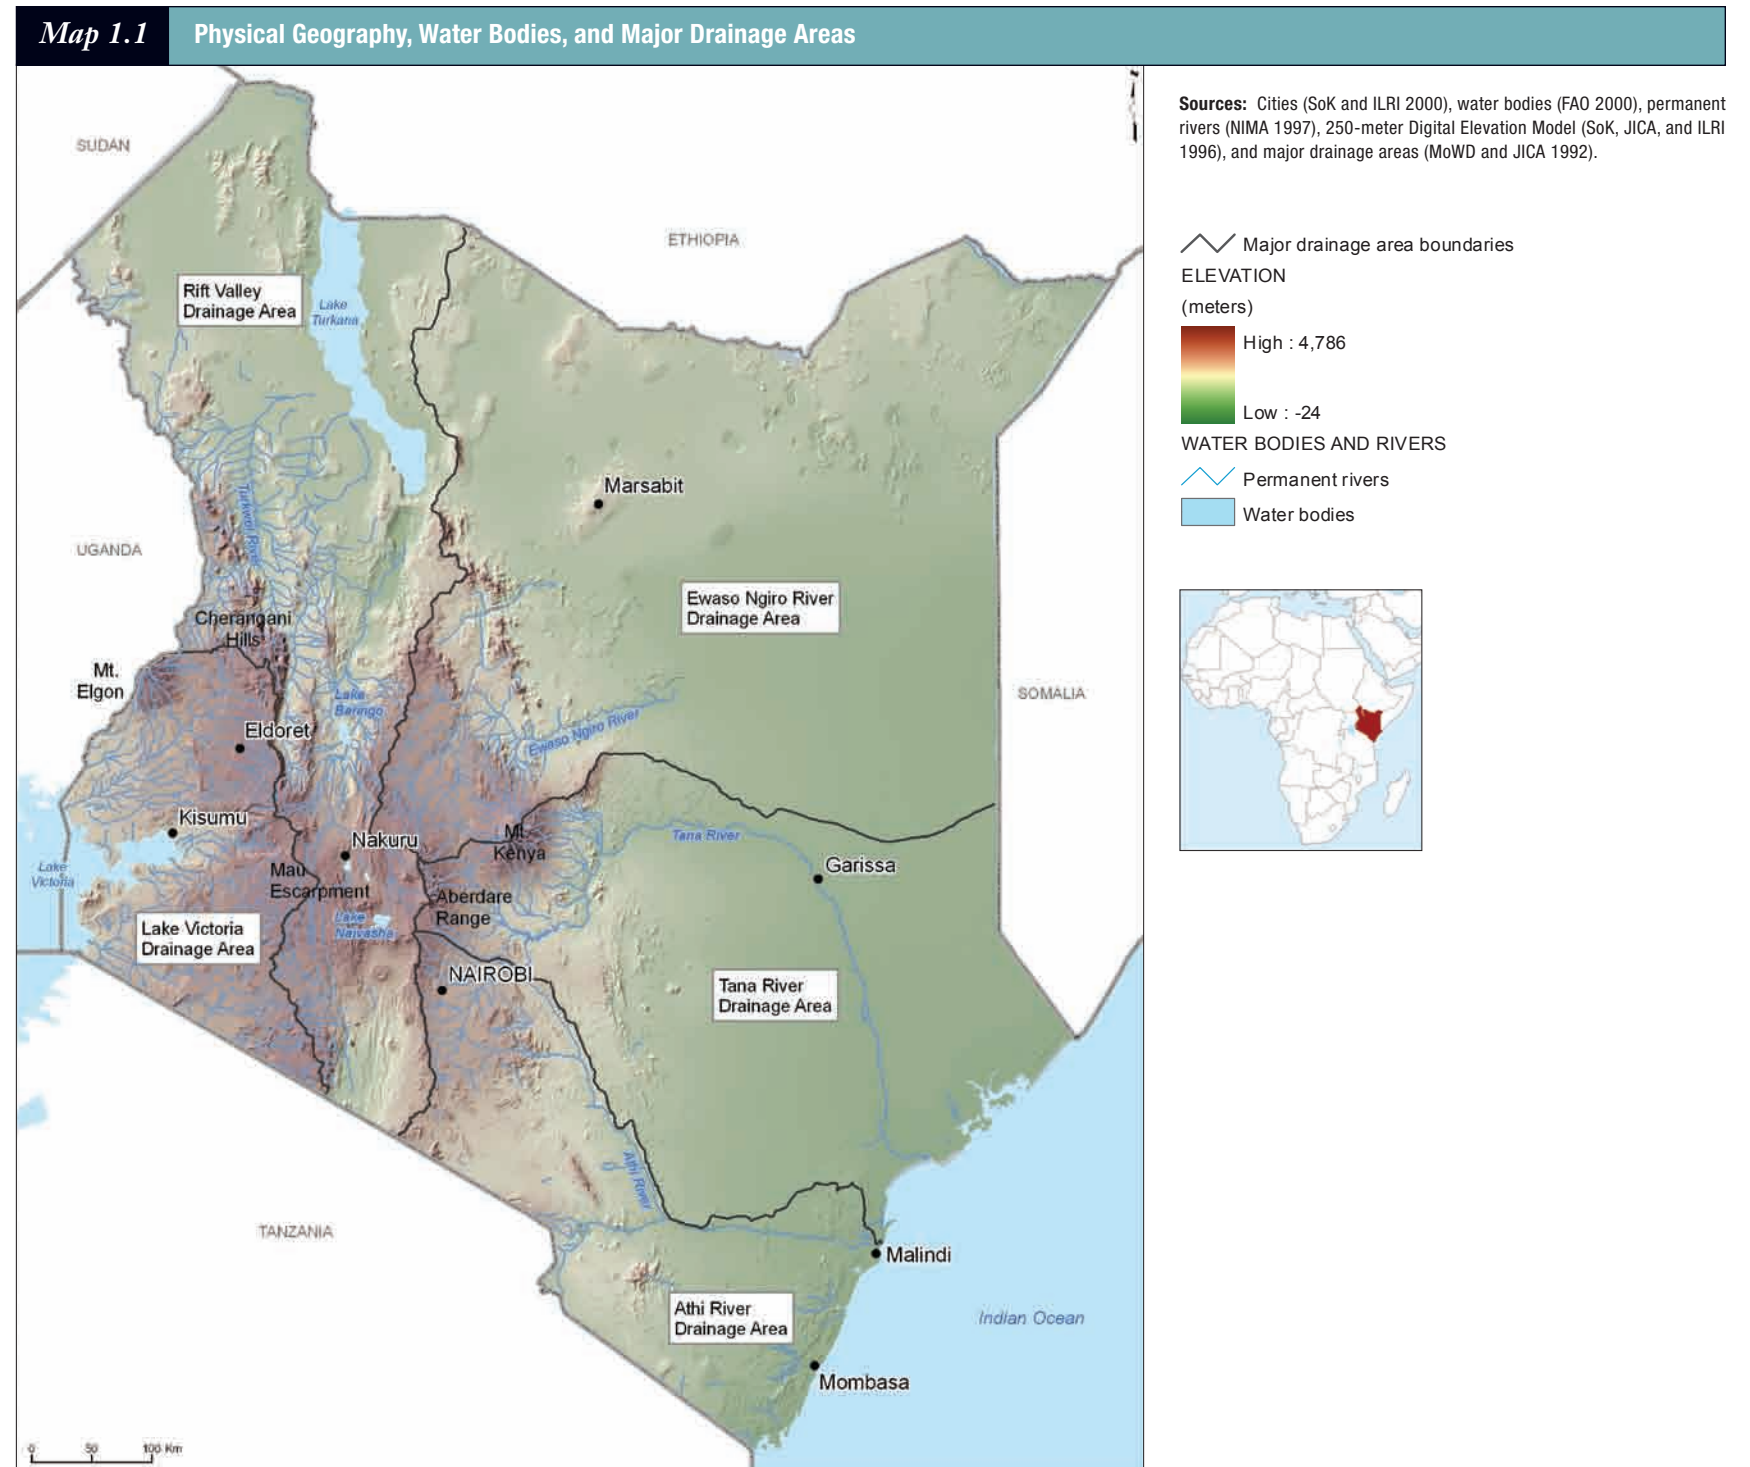 Map 1.1
Physical Geography, Water Bodies, and Major Drainage Areas
Sources: Cities (SoK and ILRI 2000), water bodies (FAO 2000), permanent
rivers (NIMA 1997), 250-meter Digital Elevation Model (SoK, JICA, and ILRI
1996), and major drainage areas (MoWD and JICA 1992).
Major drainage area boundaries
ELEVATION
(meters)
High : 4,786
Low : -24
WATER BODIES AND RIVERS
Permanent rivers
Water bodies
SUDAN
ETHIOPIA
Rift Valley
Drainage Area
Lake
Turkana
Marsabit
Turkwel River
UGANDA
Ewaso Ngiro River
Drainage Area
Cherangani
Hills
Mt.
Elgon
SOMALIA
Lake
Baringo
Eldoret
Ewaso Ngiro River
Kisumu
Nakuru
Mt.
Kenya
Tana River
Garissa
Lake
Victoria
Mau
Escarpment
Aberdare
Range
Lake
Naivasha
Lake Victoria
Drainage Area
NAIROBI
Tana River
Drainage Area
Athi River
TANZANIA
Malindi
Athi River
Drainage Area
Indian Ocean
Mombasa
0 50 100 Km